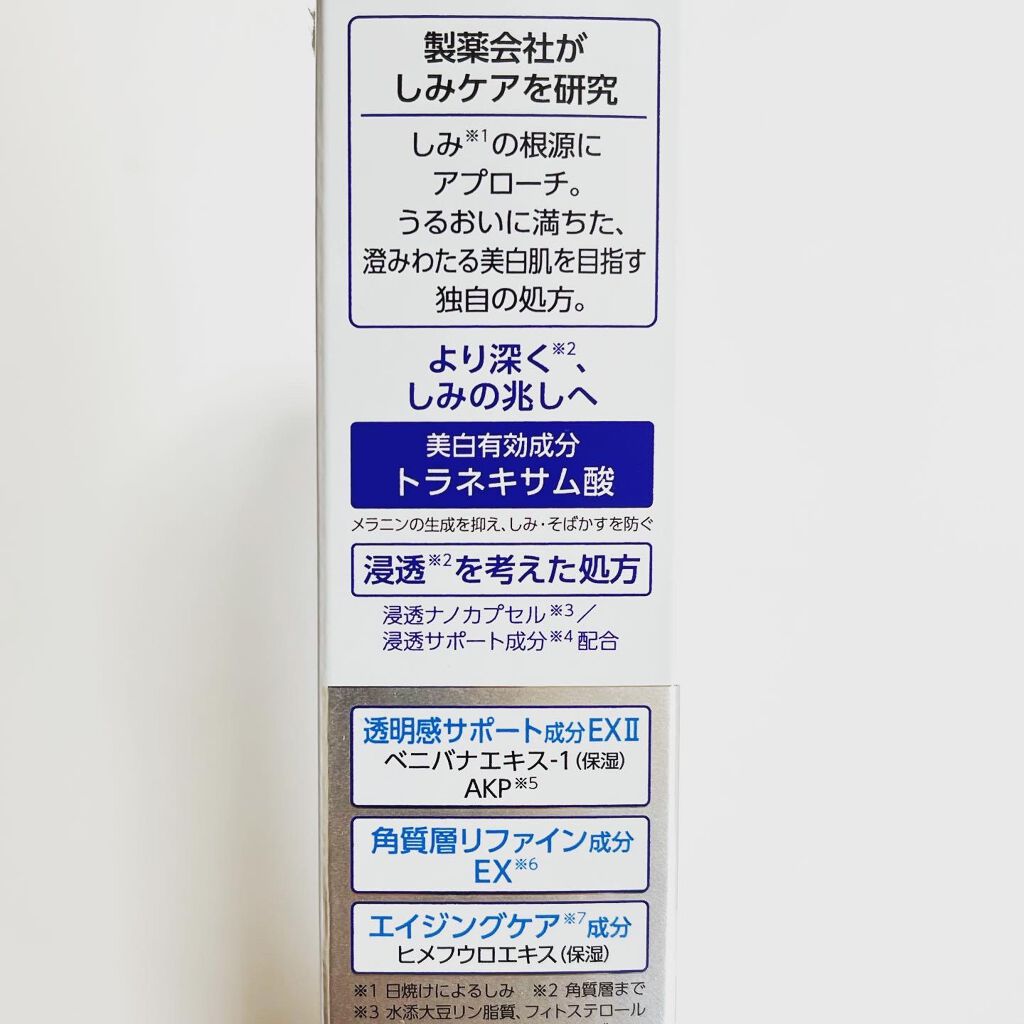 製薬会社が
しみケアを研究
しみ※1の根源に
アプローチ。
うるおいに満ちた、
澄みわたる美白肌を目指す
独自の処方。
より深く※2、
しみの兆しへ
美白有効成分
トラネキサム酸
メラニンの生成を抑え、しみ・そばかすを防ぐ
浸透※2を考えた処方
浸透ナノカプセル※3／
浸透サポート成分※4配合
透明感サポート成分EXⅡ
ベニバナエキス-1（保湿）
AKP※5
角質層リファイン成分
EX※6
エイジングケア※7成分
ヒメフウロエキス（保湿）
※1 日焼けによるしみ ※2 角質層まで
※3 水添大豆リン脂質、フィトステロール